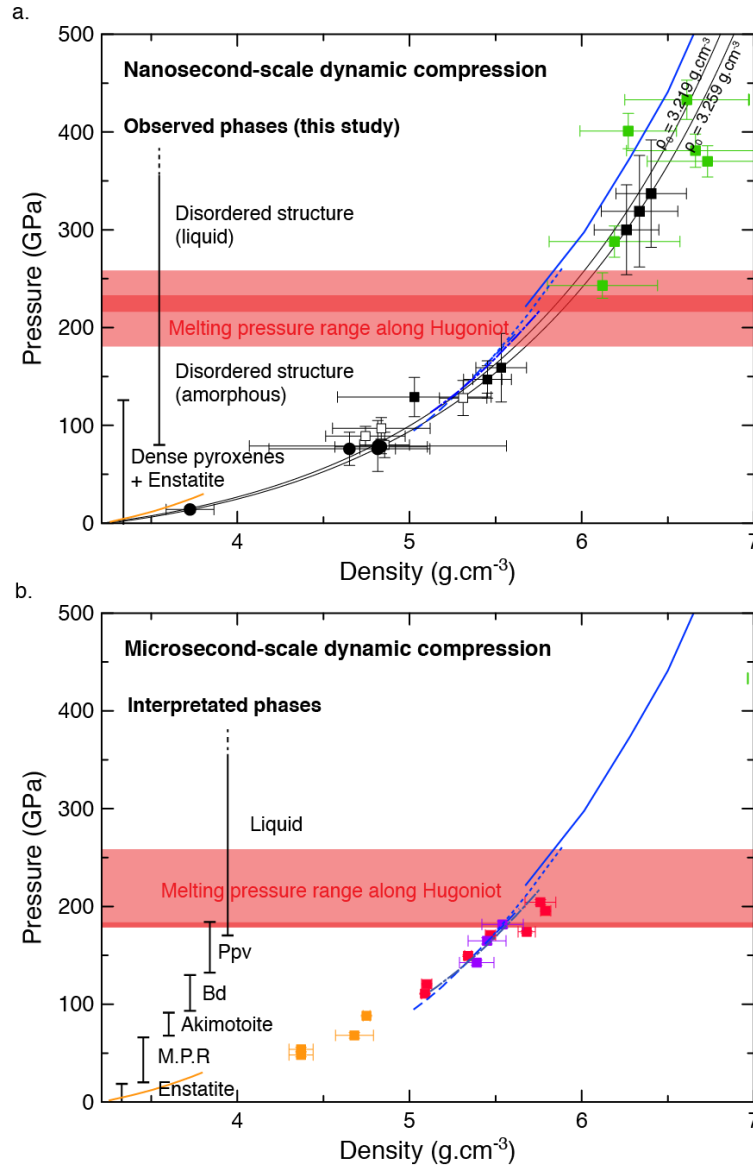 a.
500
400
300
200
100
0
Pressure (GPa)
Nanosecond-scale dynamic compression
Observed phases (this study)
ρ₀ = 3.219 g.cm⁻³
ρ₀ = 3.259 g.cm⁻³
Disordered structure
(liquid)
Melting pressure range along Hugoniot
Disordered structure
(amorphous)
Dense pyroxenes
+ Enstatite
4
5
6
7
Density (g.cm⁻³)
b.
500
400
300
200
100
0
Pressure (GPa)
Microsecond-scale dynamic compression
Interpretated phases
Liquid
Melting pressure range along Hugoniot
Ppv
Bd
Akimotoite
M.P.R
Enstatite
4
5
6
7
Density (g.cm⁻³)